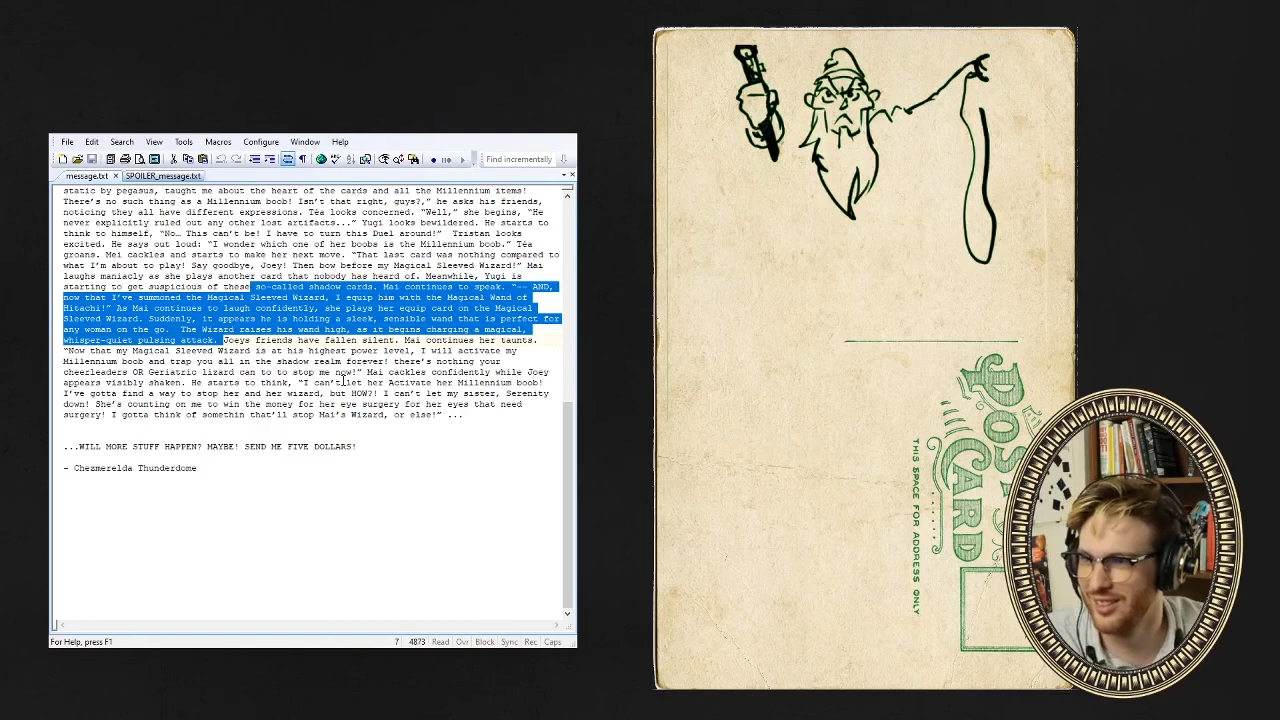 File Edit Search View Tools Macros Configure Window Help
Find incrementally
message.txt SPOILER_message.txt
static by pegasus, taught me about the heart of the cards and all the Millennium items!
There's no such thing as a Millennium boob! Isn't that right, guys?," he asks his friends,
noticing they all have different expressions. Téa looks concerned. "Well," she begins, "He
never explicitly ruled out any other lost artifacts..." Yugi looks bewildered. He starts to
think to himself, "No… This can't be! I have to turn this Duel around!"  Tristan looks
excited. He says out loud: "I wonder which one of her boobs is the Millennium boob." Téa
groans. Mei cackles and starts to make her next move. "That last card was nothing compared to
what I'm about to play! Say goodbye, Joey! Then bow before my Magical Sleeved Wizard!" Mai
laughs maniacly as she plays another card that nobody has heard of. Meanwhile, Yugi is
starting to get suspicious of these so-called shadow cards. Mai continues to speak. "-- AND,
now that I've summoned the Magical Sleeved Wizard, I equip him with the Magical Wand of
Hitachi!" As Mai continues to laugh confidently, she plays her equip card on the Magical
Sleeved Wizard. Suddenly, it appears he is holding a sleek, sensible wand that is perfect for
any woman on the go.  The Wizard raises his wand high, as it begins charging a magical,
whisper-quiet pulsing attack. Joeys friends have fallen silent. Mai continues her taunts.
"Now that my Magical Sleeved Wizard is at his highest power level, I will activate my
Millennium boob and trap you all in the shadow realm forever! there's nothing your
cheerleaders OR Geriatric lizard can to to stop me now!" Mai cackles confidently while Joey
appears visibly shaken. He starts to think, "I can't let her Activate her Millennium boob!
I've gotta find a way to stop her and her wizard, but HOW?! I can't let my sister, Serenity
down! She's counting on me to win the money for her eye surgery for her eyes that need
surgery! I gotta think of somethin that'll stop Mai's Wizard, or else!" ...
...WILL MORE STUFF HAPPEN? MAYBE! SEND ME FIVE DOLLARS!
- Chezmerelda Thunderdome
For Help, press F1
7 4873 Read Ovr Block Sync Rec Caps
CARD
THIS SPACE FOR ADDRESS ONLY